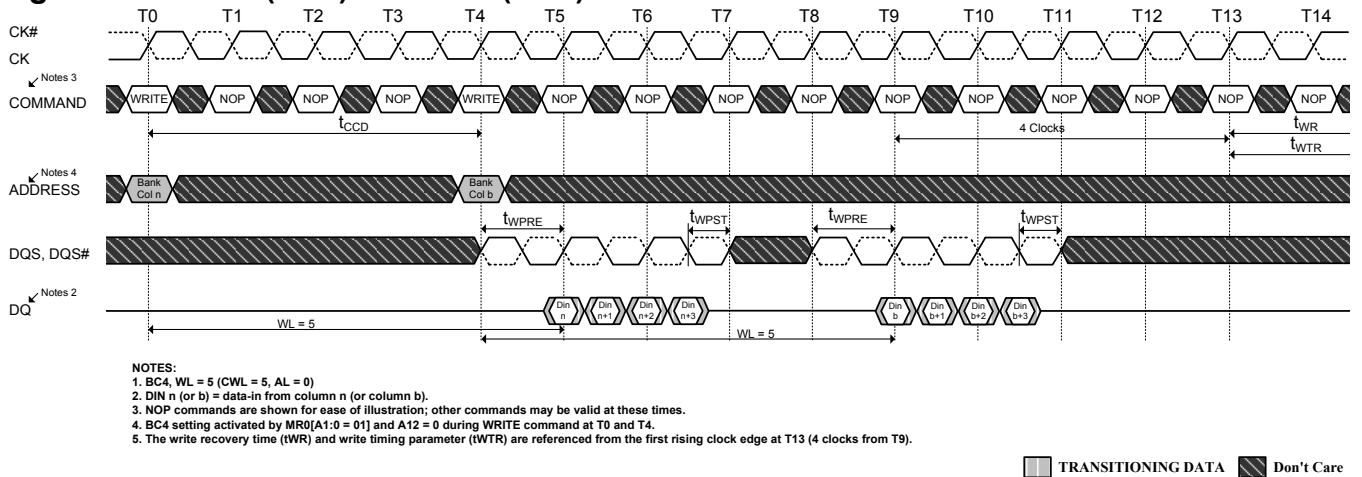 T0 T1 T2 T3 T4 T5 T6 T7 T8 T9 T10 T11 T12 T13 T14
CK#
CK
Notes 3
COMMAND
WRITE NOP NOP NOP WRITE NOP NOP NOP NOP NOP NOP NOP NOP NOP NOP
tCCD
4 Clocks
tWR
tWTR
Notes 4
ADDRESS
Bank Col n
Bank Col b
tWPRE tWPST tWPRE tWPST
DQS, DQS#
Notes 2
DQ
Din n Din n+1 Din n+2 Din n+3 Din b Din b+1 Din b+2 Din b+3
WL = 5
WL = 5
NOTES:
1. BC4, WL = 5 (CWL = 5, AL = 0)
2. DIN n (or b) = data-in from column n (or column b).
3. NOP commands are shown for ease of illustration; other commands may be valid at these times.
4. BC4 setting activated by MR0[A1:0 = 01] and A12 = 0 during WRITE command at T0 and T4.
5. The write recovery time (tWR) and write timing parameter (tWTR) are referenced from the first rising clock edge at T13 (4 clocks from T9).
TRANSITIONING DATA Don't Care